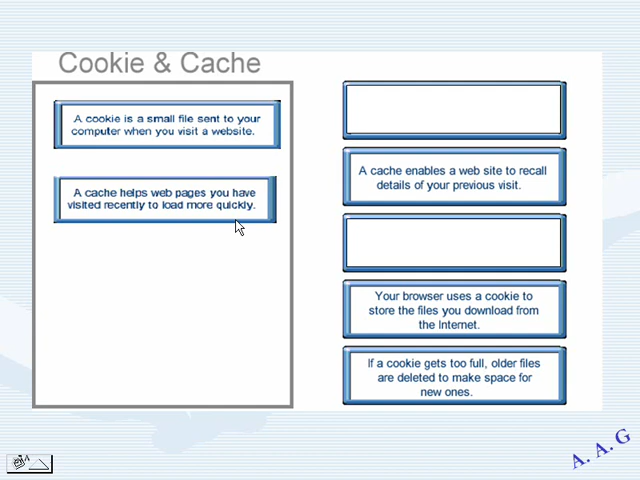 Cookie & Cache
A cookie is a small file sent to your
computer when you visit a website.
A cache helps web pages you have
visited recently to load more quickly.
A cache enables a web site to recall
details of your previous visit.
Your browser uses a cookie to
store the files you download from
the Internet.
If a cookie gets too full, older files
are deleted to make space for
new ones.
A. A. G